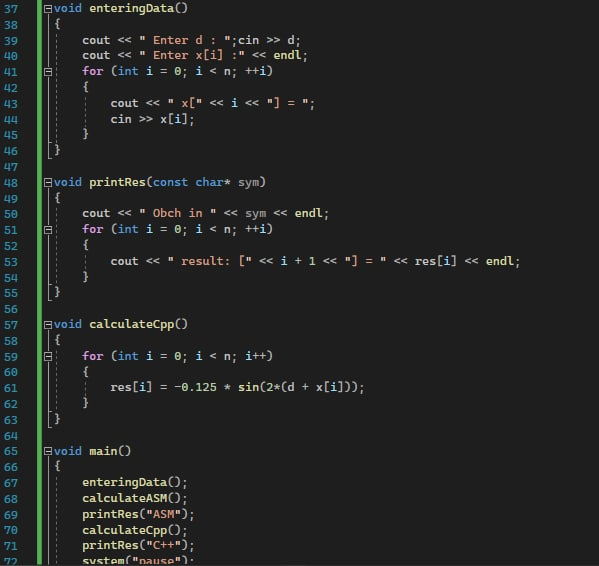 37 void enteringData()
38 {
39 cout << " Enter d : ";cin >> d;
40 cout << " Enter x[i] :" << endl;
41 for (int i = 0; i < n; ++i)
42 {
43 cout << " x[" << i << "] = ";
44 cin >> x[i];
45 }
46 }
47
48 void printRes(const char* sym)
49 {
50 cout << " Obch in " << sym << endl;
51 for (int i = 0; i < n; ++i)
52 {
53 cout << " result: [" << i + 1 << "] = " << res[i] << endl;
54 }
55 }
56
57 void calculateCpp()
58 {
59 for (int i = 0; i < n; i++)
60 {
61 res[i] = -0.125 * sin(2*(d + x[i]));
62 }
63 }
64
65 void main()
66 {
67 enteringData();
68 calculateASM();
69 printRes("ASM");
70 calculateCpp();
71 printRes("C++");
72 system("pause");